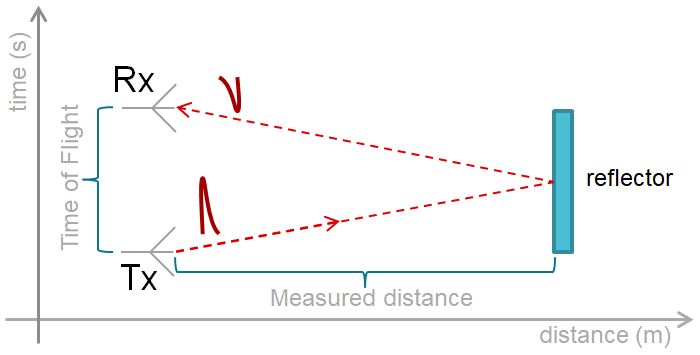 time (s)
Rx
Time of Flight
reflector
Tx
Measured distance
distance (m)